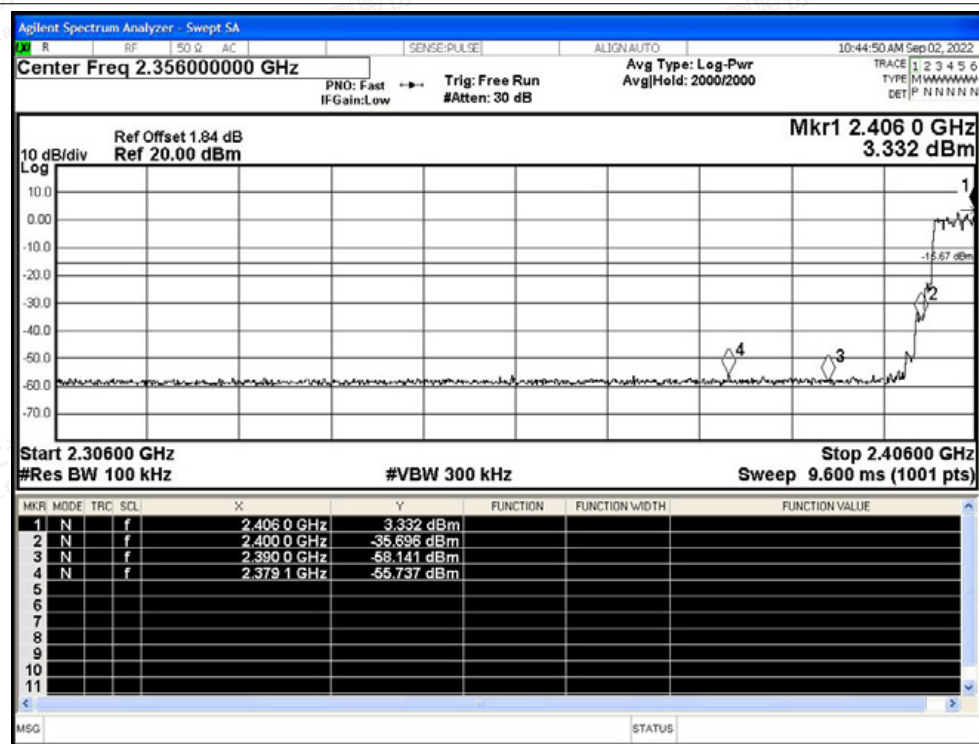 Agilent Spectrum Analyzer - Swept SA
LXI R RF 50 Ω AC SENSE:PULSE ALIGN AUTO 10:44:50 AM Sep 02, 2022
Center Freq 2.356000000 GHz
PNO: Fast
IFGain:Low
Trig: Free Run
#Atten: 30 dB
Avg Type: Log-Pwr
Avg|Hold: 2000/2000
TRACE 1 2 3 4 5 6
TYPE M W W W W W
DET P N N N N N
Mkr1 2.406 0 GHz
3.332 dBm
Ref Offset 1.84 dB
10 dB/div Ref 20.00 dBm
Log
10.0
0.00
-10.0
-20.0
-30.0
-40.0
-50.0
-60.0
-70.0
1
-15.67 dBm
2
4
3
Start 2.30600 GHz Stop 2.40600 GHz
#Res BW 100 kHz #VBW 300 kHz Sweep 9.600 ms (1001 pts)
MKR MODE TRC SCL X Y FUNCTION FUNCTION WIDTH FUNCTION VALUE
1 N f 2.406 0 GHz 3.332 dBm
2 N f 2.400 0 GHz -35.696 dBm
3 N f 2.390 0 GHz -58.141 dBm
4 N f 2.379 1 GHz -55.737 dBm
5
6
7
8
9
10
11
MSG STATUS